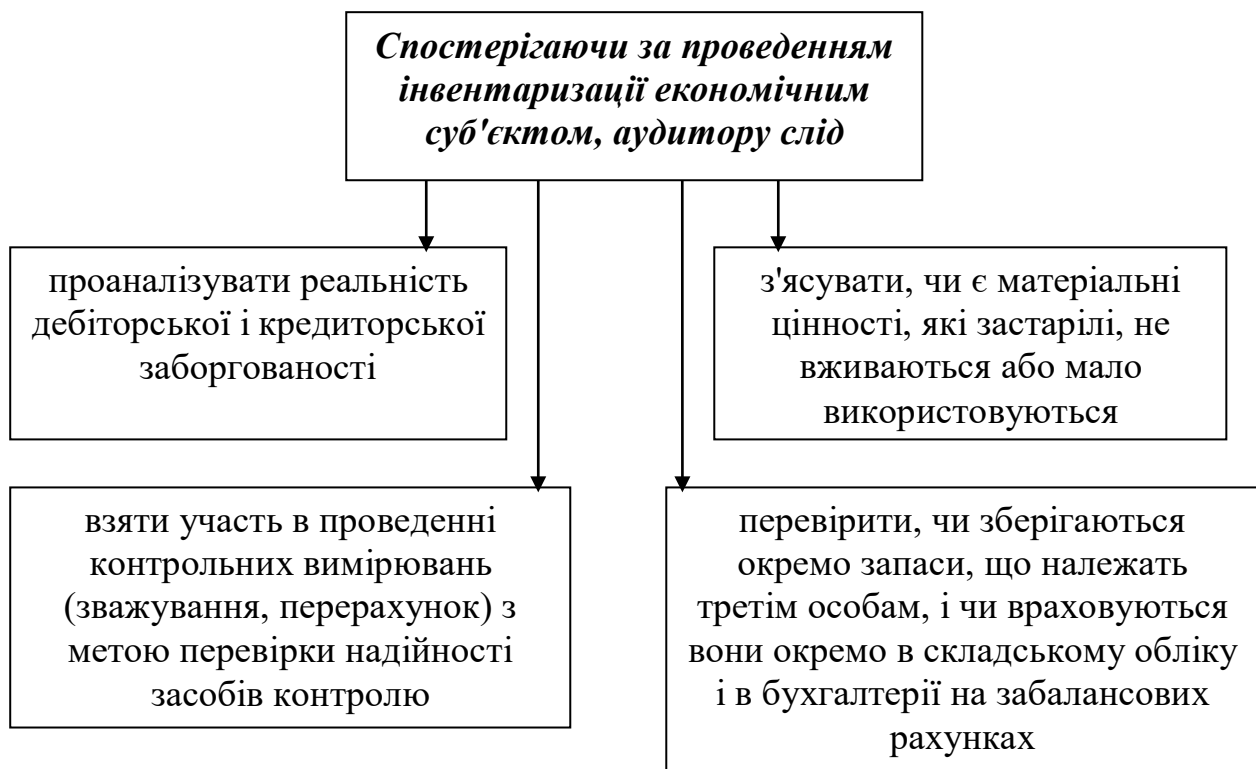 Спостерігаючи за проведенням
інвентаризації економічним
суб'єктом, аудитору слід
проаналізувати реальність
дебіторської і кредиторської
заборгованості
з'ясувати, чи є матеріальні
цінності, які застарілі, не
вживаються або мало
використовуються
взяти участь в проведенні
контрольних вимірювань
(зважування, перерахунок) з
метою перевірки надійності
засобів контролю
перевірити, чи зберігаються
окремо запаси, що належать
третім особам, і чи враховуються
вони окремо в складському обліку
і в бухгалтерії на забалансових
рахунках